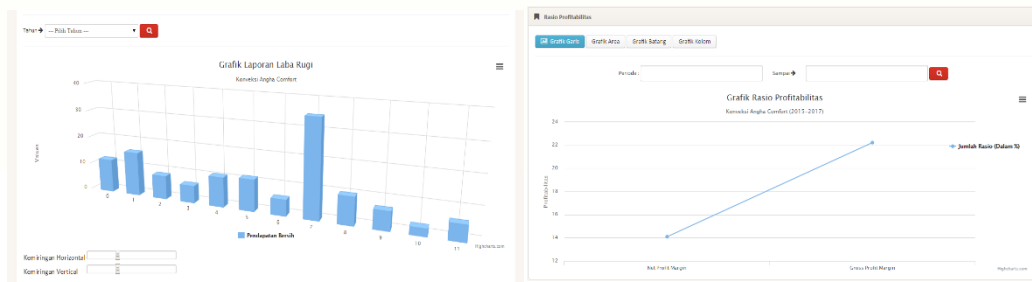 Tahun
--- Pilih Tahun ---
Grafik Laporan Laba Rugi
Konveksi Angha Comfort
40
30
20
10
0
Values
0
1
2
3
4
5
6
7
8
9
10
11
Pendapatan Bersih
Highcharts.com
Kemiringan Horizontal
Kemiringan Vertical
Rasio Profitabilitas
Grafik Garis
Grafik Area
Grafik Batang
Grafik Kolom
Periode :
Sampai
Grafik Rasio Profitabilitas
Konveksi Angha Comfort (2013-2017)
24
22
20
18
16
14
12
Profitabilitas
Jumlah Rasio (Dalam %)
Net Profit Margin
Gross Profit Margin
Highcharts.com